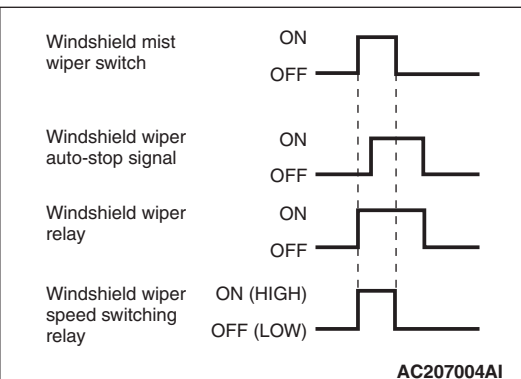 Windshield mist
wiper switch
ON
OFF
Windshield wiper
auto-stop signal
ON
OFF
Windshield wiper
relay
ON
OFF
Windshield wiper
speed switching
relay
ON (HIGH)
OFF (LOW)
AC207004AI